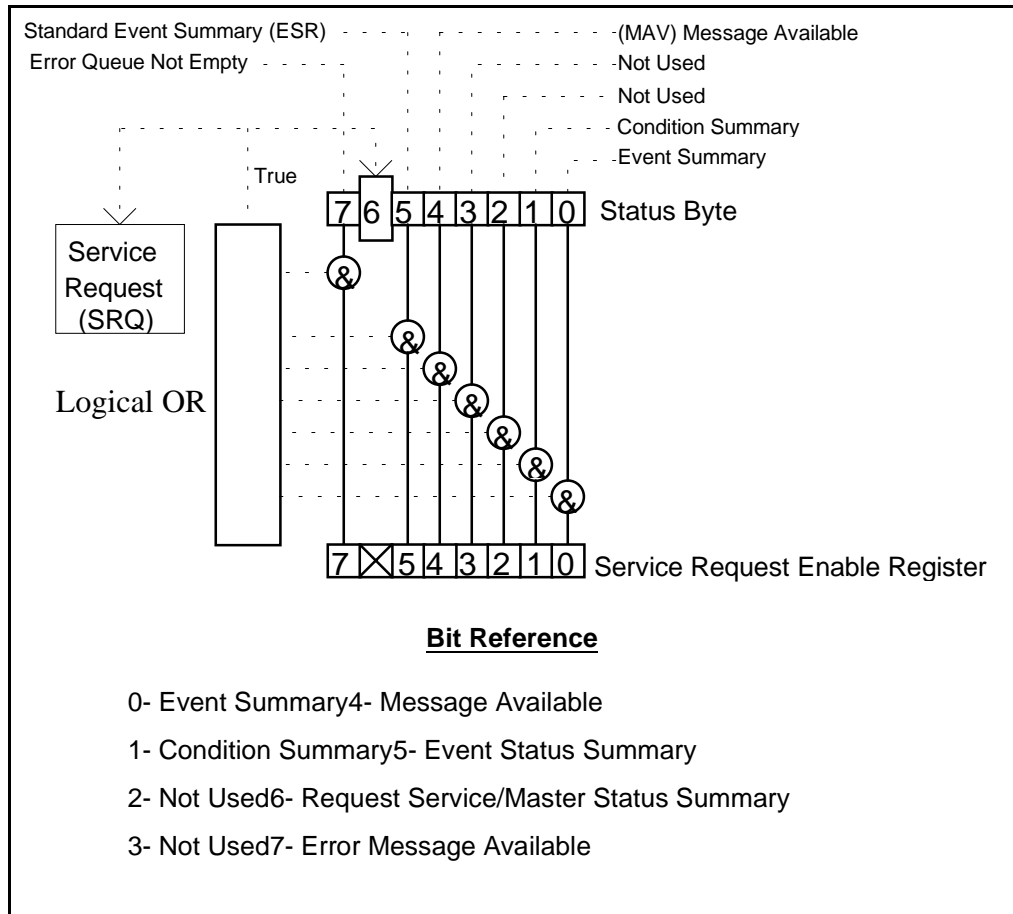 Standard Event Summary (ESR)
Error Queue Not Empty
(MAV) Message Available
Not Used
Not Used
Condition Summary
Event Summary
True
7 6 5 4 3 2 1 0 Status Byte
Service
Request
(SRQ)
&
&
&
&
&
&
&
Logical OR
7 5 4 3 2 1 0 Service Request Enable Register
Bit Reference
0- Event Summary4- Message Available
1- Condition Summary5- Event Status Summary
2- Not Used6- Request Service/Master Status Summary
3- Not Used7- Error Message Available